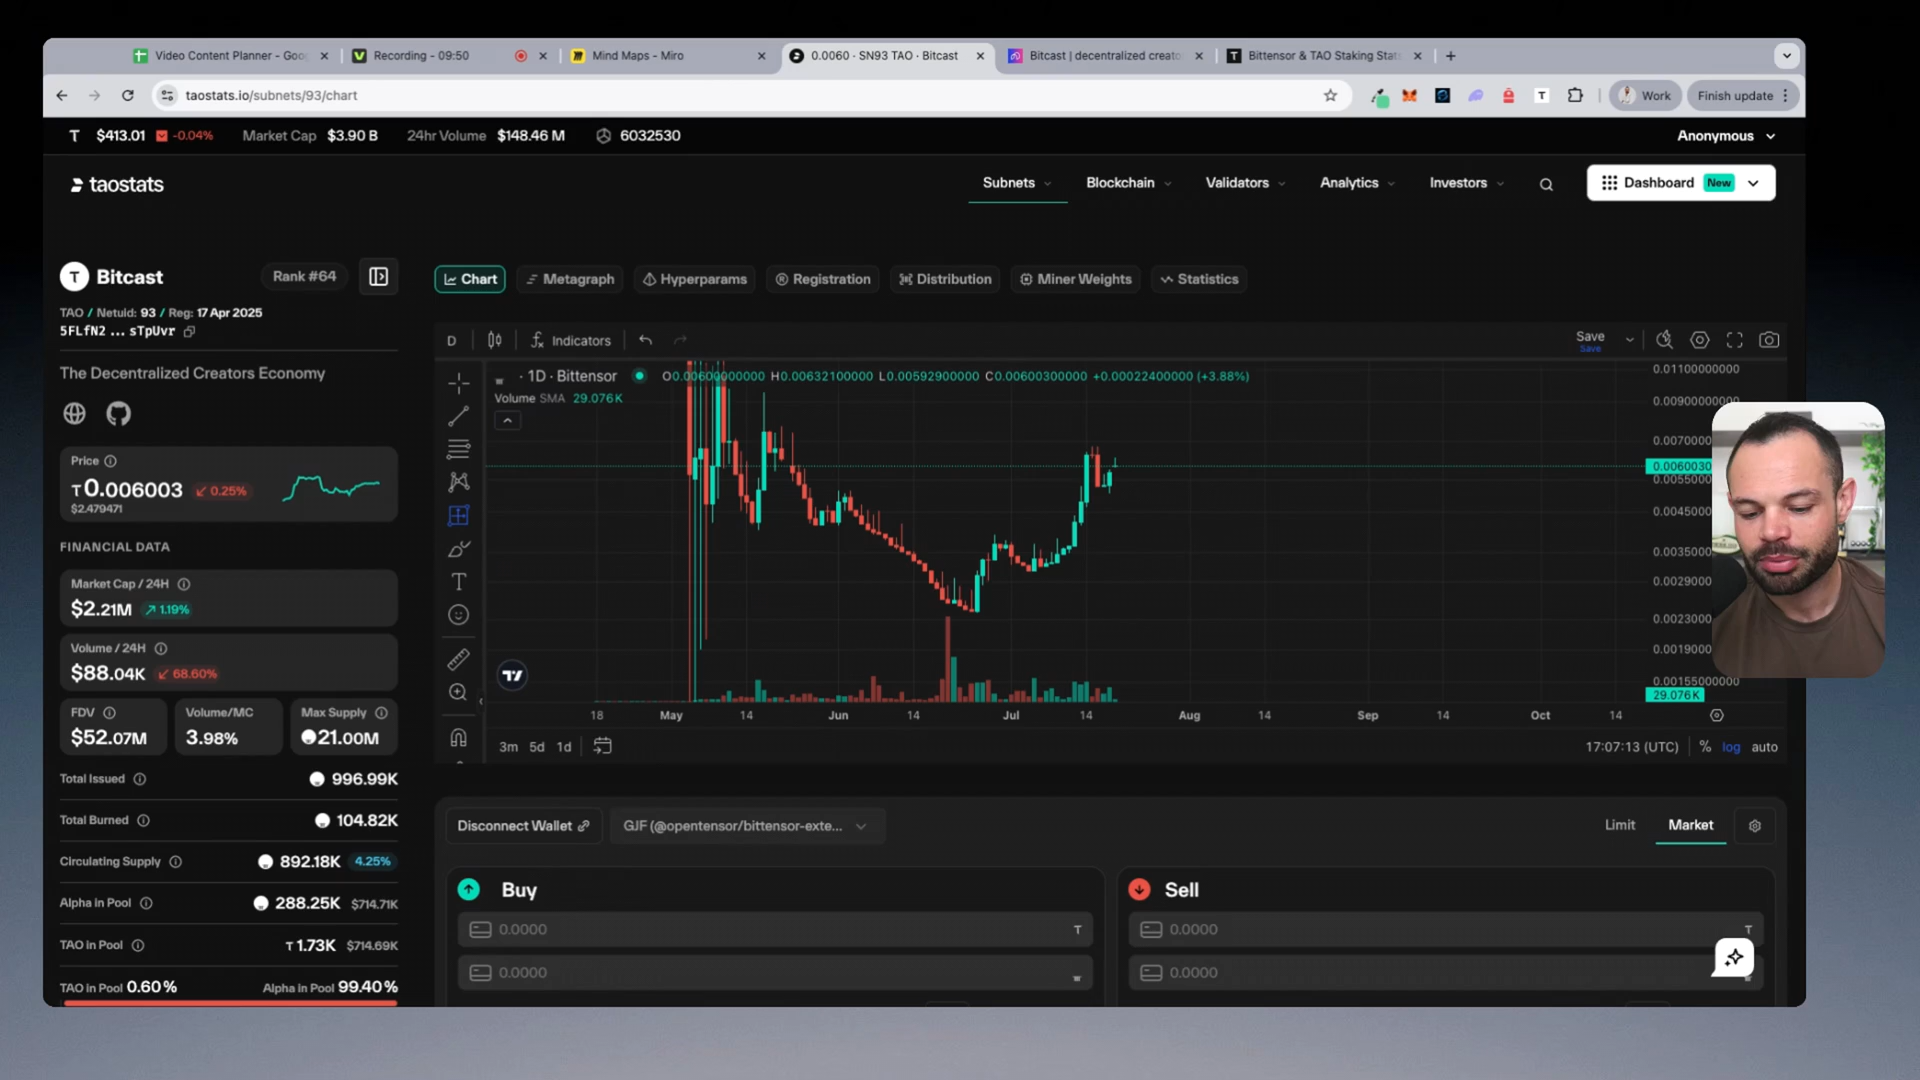 Video Content Planner - Goo
Recording - 09:50
Mind Maps - Miro
0.0060 · SN93 TAO · Bitcast
Bitcast | decentralized creato
Bittensor & TAO Staking Stats
taostats.io/subnets/93/chart
Work
Finish update
T $413.01 -0.04% Market Cap $3.90 B 24hr Volume $148.46 M 6032530
Anonymous
taostats
Subnets Blockchain Validators Analytics Investors
Dashboard New
T Bitcast Rank #64
TAO / Netuid: 93 / Reg: 17 Apr 2025
5FLfN2 ... sTpUvr
The Decentralized Creators Economy
Price
T0.006003 0.25%
$2.479471
FINANCIAL DATA
Market Cap / 24H
$2.21M 1.19%
Volume / 24H
$88.04K 68.60%
FDV
$52.07M
Volume/MC
3.98%
Max Supply
21.00M
Total Issued 996.99K
Total Burned 104.82K
Circulating Supply 892.18K 4.25%
Alpha in Pool 288.25K $714.71K
TAO in Pool T 1.73K $714.69K
TAO in Pool 0.60% Alpha in Pool 99.40%
Chart Metagraph Hyperparams Registration Distribution Miner Weights Statistics
D Indicators
Save
Save
· 1D · Bittensor O0.00600000000 H0.00632100000 L0.00592900000 C0.00600300000 +0.00022400000 (+3.88%)
Volume SMA 29.076K
0.01100000000
0.0090000000
0.0070000
0.0060030
0.0055000
0.0045000
0.0035000
0.0029000
0.0023000
0.0019000
0.00155000000
29.076K
18 May 14 Jun 14 Jul 14 Aug 14 Sep 14 Oct 14
3m 5d 1d
17:07:13 (UTC) % log auto
Disconnect Wallet
GJF (@opentensor/bittensor-exte...
Limit Market
Buy
0.0000 T
0.0000
Sell
0.0000 T
0.0000